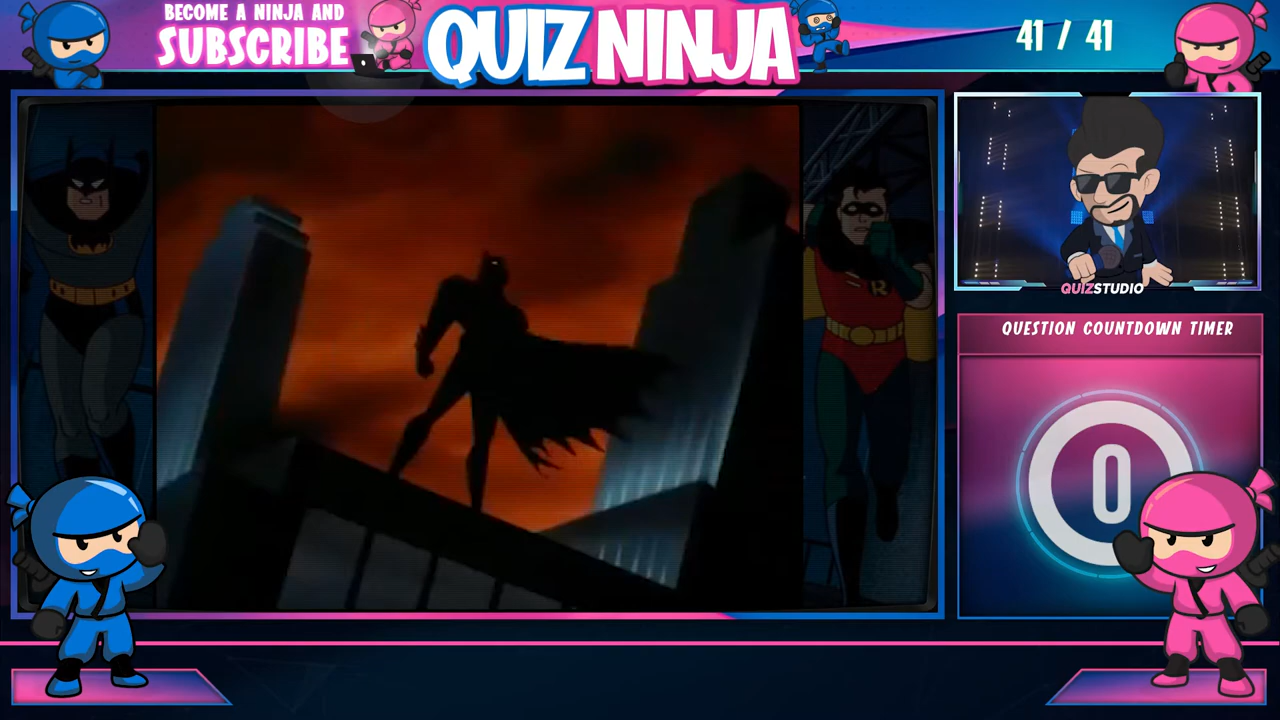 BECOME A NINJA AND
SUBSCRIBE
QUIZ NINJA
41 / 41
R
QUIZSTUDIO
QUESTION COUNTDOWN TIMER
0